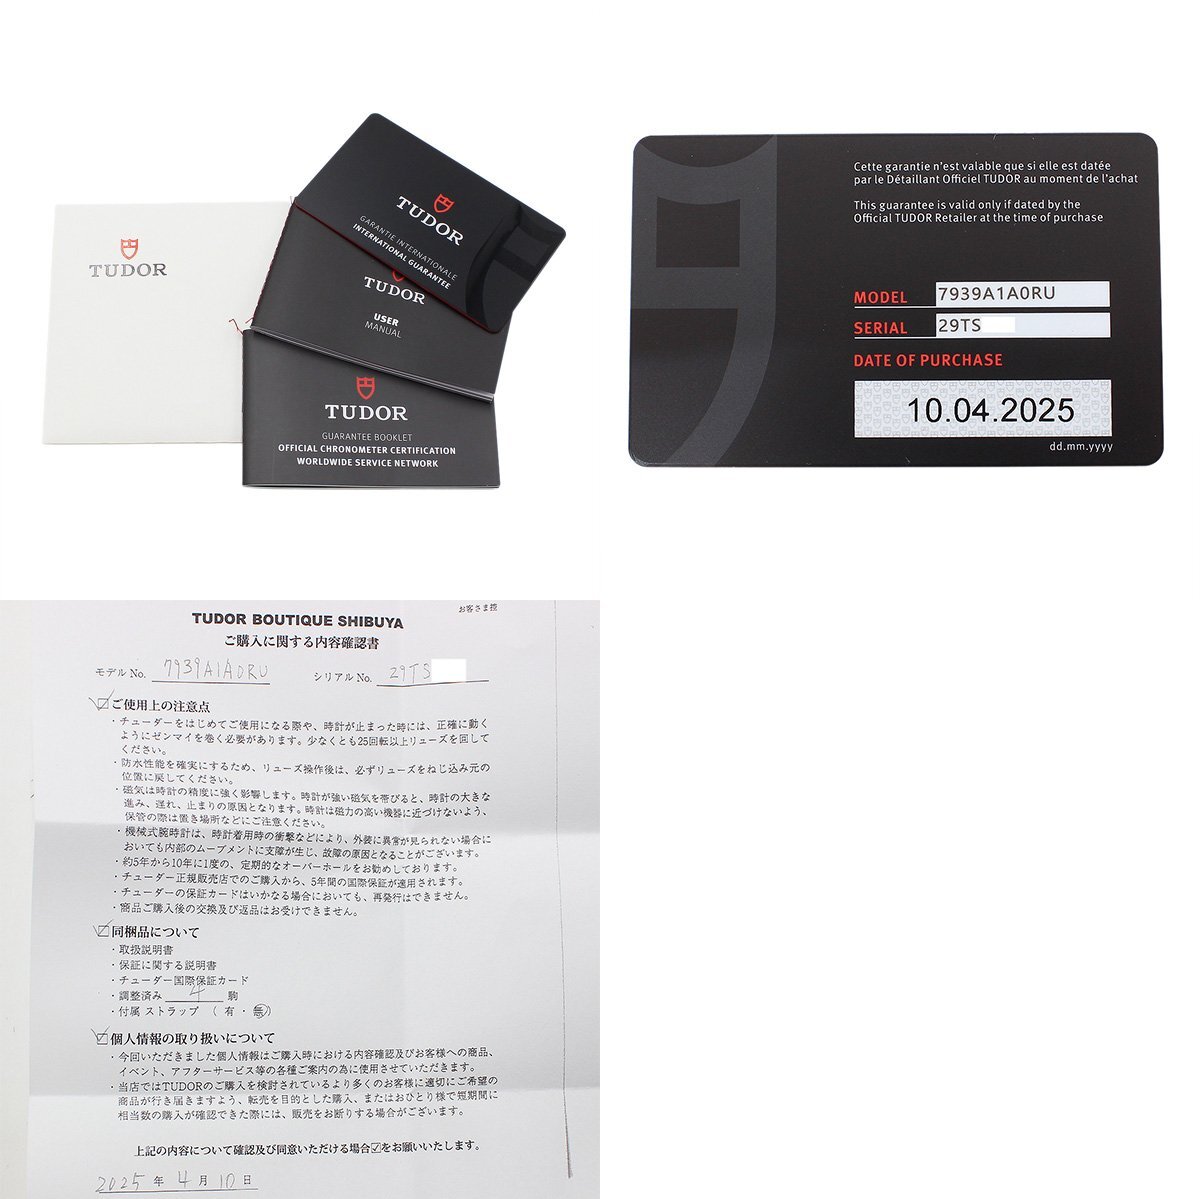 TUDOR
TUDOR
GARANTIE INTERNATIONALE
INTERNATIONAL GUARANTEE
TUDOR
USER
MANUAL
TUDOR
GUARANTEE BOOKLET
OFFICIAL CHRONOMETER CERTIFICATION
WORLDWIDE SERVICE NETWORK
Cette garantie n'est valable que si elle est datée
par le Détaillant Officiel TUDOR au moment de l'achat
This guarantee is valid only if dated by the
Official TUDOR Retailer at the time of purchase
MODEL 7939A1A0RU
SERIAL 29TS
DATE OF PURCHASE
10.04.2025
dd.mm.yyyy
お客さま控
TUDOR BOUTIQUE SHIBUYA
ご購入に関する内容確認書
モデル No. 7939A1A0RU シリアル No. 29TS
☑ご使用上の注意点
・チューダーをはじめてご使用になる際や、時計が止まった時には、正確に動く
ようにゼンマイを巻く必要があります。少なくとも25回転以上リューズを回して
ください。
・防水性能を確実にするため、リューズ操作後は、必ずリューズをねじ込み元の
位置に戻してください。
・磁気は時計の精度に強く影響します。時計が強い磁気を帯びると、時計の大きな
進み、遅れ、止まりの原因となります。時計は磁力の高い機器に近づけないよう、
保管の際は置き場所などにご注意ください。
・機械式腕時計は、時計着用時の衝撃などにより、外装に異常が見られない場合に
おいても内部のムーブメントに支障が生じ、故障の原因となることがございます。
・約5年から10年に1度の、定期的なオーバーホールをお勧めしております。
・チューダー正規販売店でのご購入から、5年間の国際保証が適用されます。
・チューダーの保証カードはいかなる場合においても、再発行はできません。
・商品ご購入後の交換及び返品はお受けできません。
☑同梱品について
・取扱説明書
・保証に関する説明書
・チューダー国際保証カード
・調整済み 4 駒
・付属 ストラップ （ 有 ・ 無）
☑個人情報の取り扱いについて
・今回いただきました個人情報はご購入時における内容確認及びお客様への商品、
イベント、アフターサービス等の各種ご案内の為に使用させていただきます。
・当店ではTUDORのご購入を検討されているより多くのお客様に適切にご希望の
商品が行き届きますよう、転売を目的とした購入、またはおひとり様で短期間に
相当数の購入が確認できた際には、販売をお断りする場合がございます。
上記の内容について確認及び同意いただける場合☑をお願いいたします。
2025 年 4 月 10 日